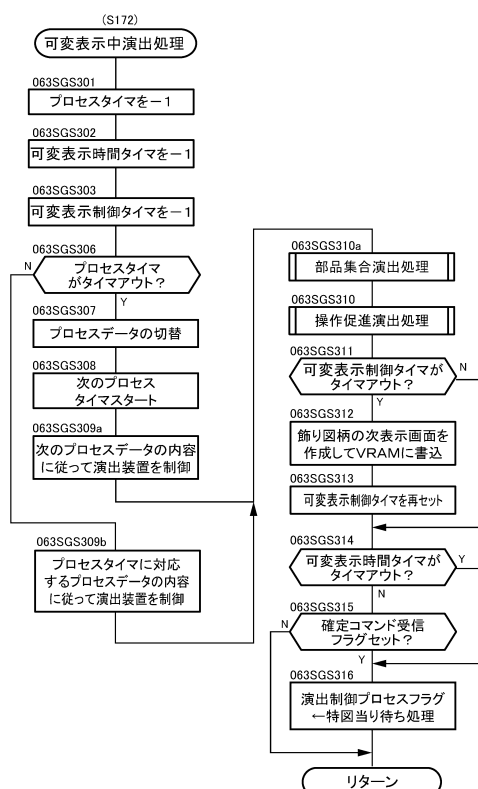 (S172)
可変表示中演出処理
063SGS301
プロセスタイマを－1
063SGS302
可変表示時間タイマを－1
063SGS303
可変表示制御タイマを－1
063SGS306
N
プロセスタイマ
がタイマアウト？
Y
063SGS307
プロセスデータの切替
063SGS308
次のプロセス
タイマスタート
063SGS309a
次のプロセスデータの内容
に従って演出装置を制御
063SGS309b
プロセスタイマに対応
するプロセスデータの内容
に従って演出装置を制御
063SGS310a
部品集合演出処理
063SGS310
操作促進演出処理
063SGS311
可変表示制御タイマが
タイマアウト？
N
Y
063SGS312
飾り図柄の次表示画面を
作成してVRAMに書込
063SGS313
可変表示制御タイマを再セット
063SGS314
可変表示時間タイマが
タイマアウト？
Y
N
063SGS315
N
確定コマンド受信
フラグセット？
Y
063SGS316
演出制御プロセスフラグ
←特図当り待ち処理
リターン